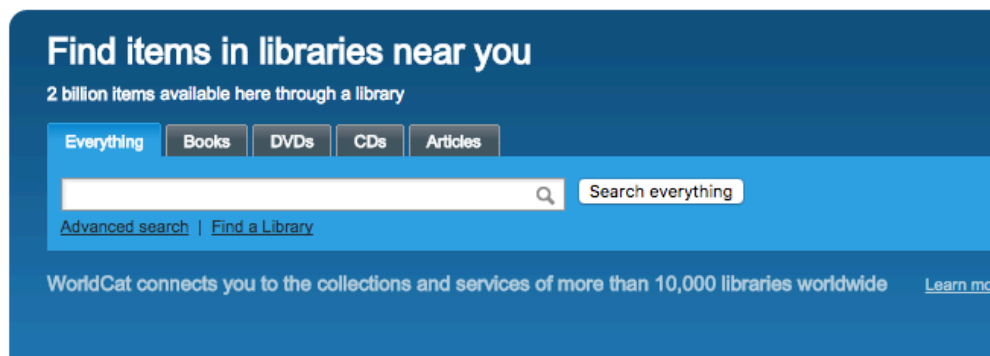 Find items in libraries near you
2 billion items available here through a library
Everything Books DVDs CDs Articles
Search everything
Advanced search | Find a Library
WorldCat connects you to the collections and services of more than 10,000 libraries worldwide Learn mo